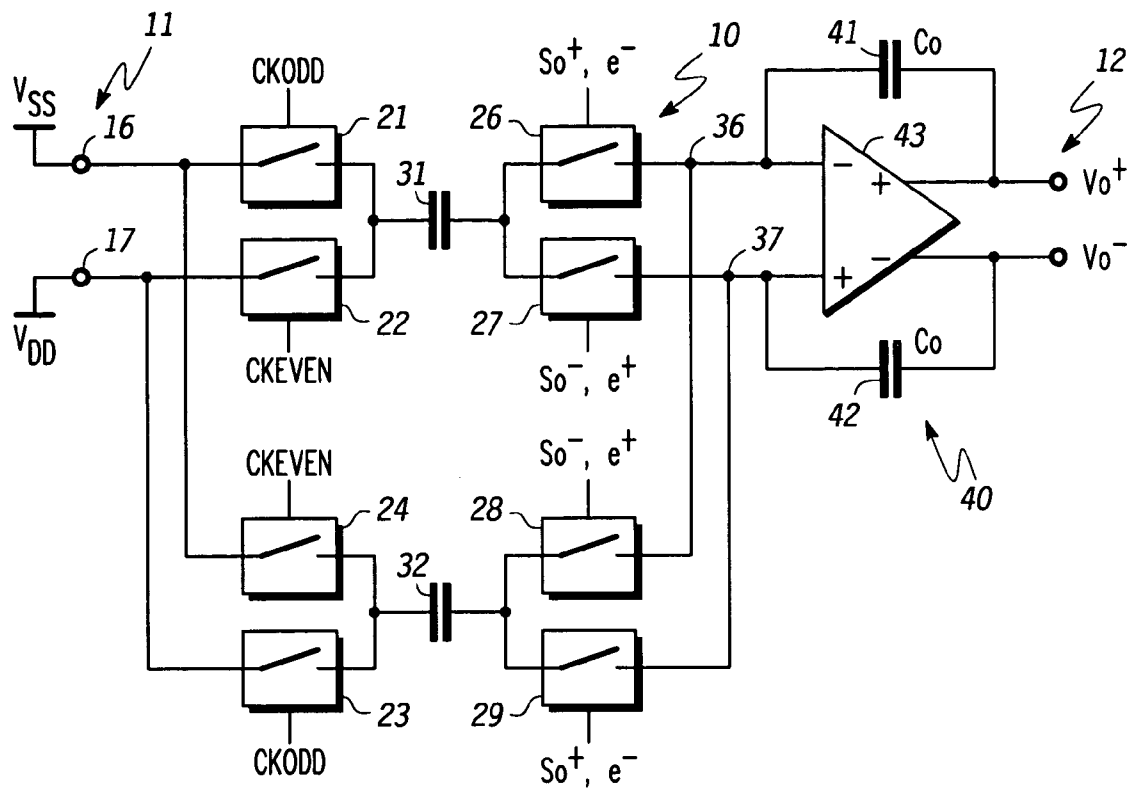 11
10
41
Co
12
So+, e−
CKODD
VSS
16
21
26
36
43
Vo+
−
+
31
17
37
−
Vo−
+
VDD
22
27
Co
CKEVEN
So−, e+
42
CKEVEN
So−, e+
40
24
28
32
23
29
CKODD
So+, e−